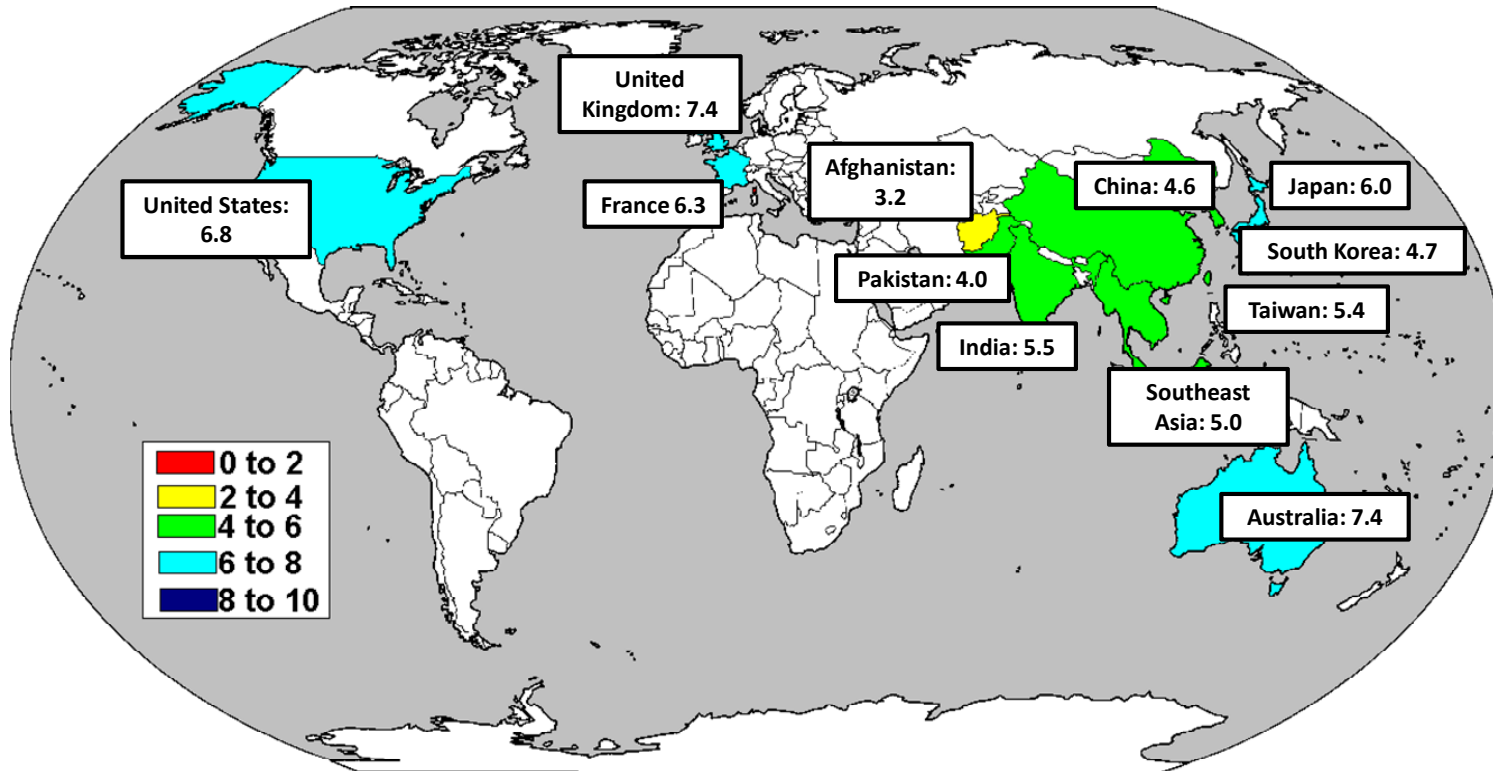 United
Kingdom: 7.4
Afghanistan:
3.2
China: 4.6
Japan: 6.0
United States:
6.8
France 6.3
South Korea: 4.7
Pakistan: 4.0
Taiwan: 5.4
India: 5.5
Southeast
Asia: 5.0
0 to 2
2 to 4
4 to 6
6 to 8
8 to 10
Australia: 7.4